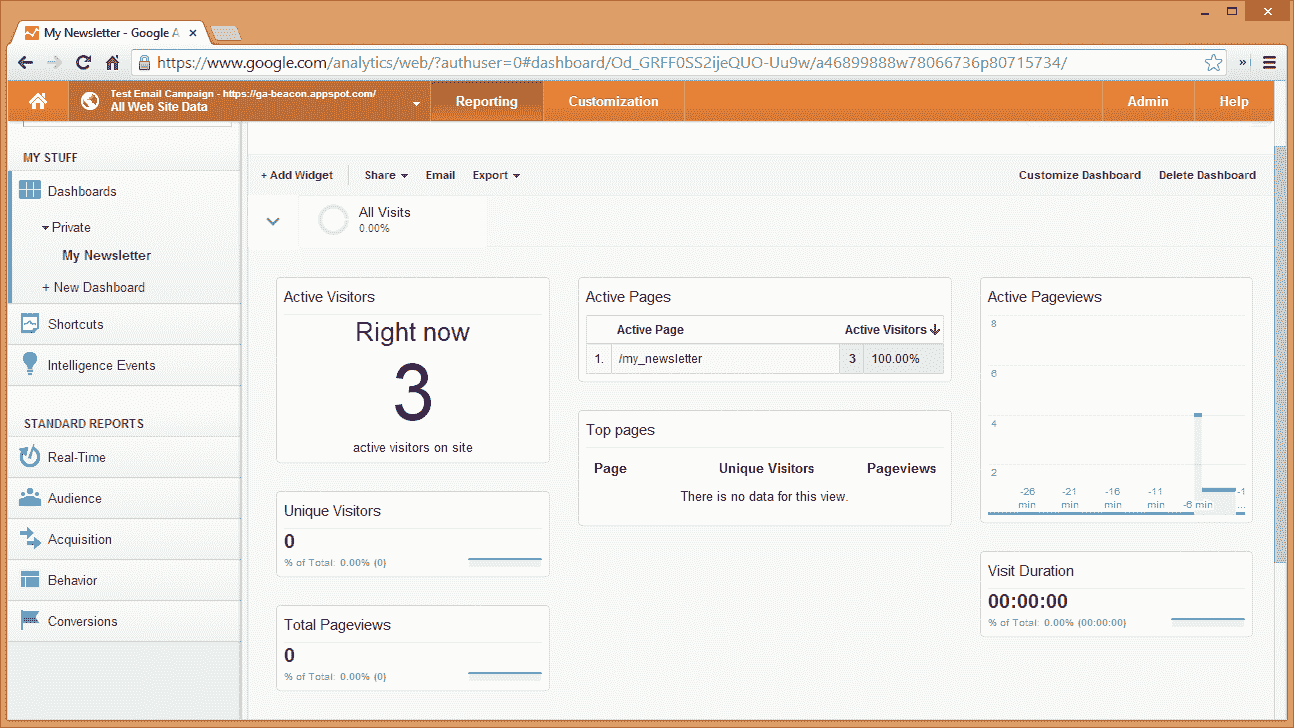 My Newsletter - Google A
https://www.google.com/analytics/web/?authuser=0#dashboard/Od_GRFF0SS2ijeQUO-Uu9w/a46899888w78066736p80715734/
Test Email Campaign - https://ga-beacon.appspot.com/
All Web Site Data
Reporting
Customization
Admin
Help
MY STUFF
Dashboards
Private
My Newsletter
+ New Dashboard
Shortcuts
Intelligence Events
STANDARD REPORTS
Real-Time
Audience
Acquisition
Behavior
Conversions
+ Add Widget
Share
Email
Export
Customize Dashboard
Delete Dashboard
All Visits
0.00%
Active Visitors
Right now
3
active visitors on site
Unique Visitors
0
% of Total: 0.00% (0)
Total Pageviews
0
% of Total: 0.00% (0)
Active Pages
Active Page Active Visitors
1. /my_newsletter 3 100.00%
Top pages
Page Unique Visitors Pageviews
There is no data for this view.
Active Pageviews
8
6
4
2
-26 min
-21 min
-16 min
-11 min
-6 min
-1 ...
Visit Duration
00:00:00
% of Total: 0.00% (00:00:00)